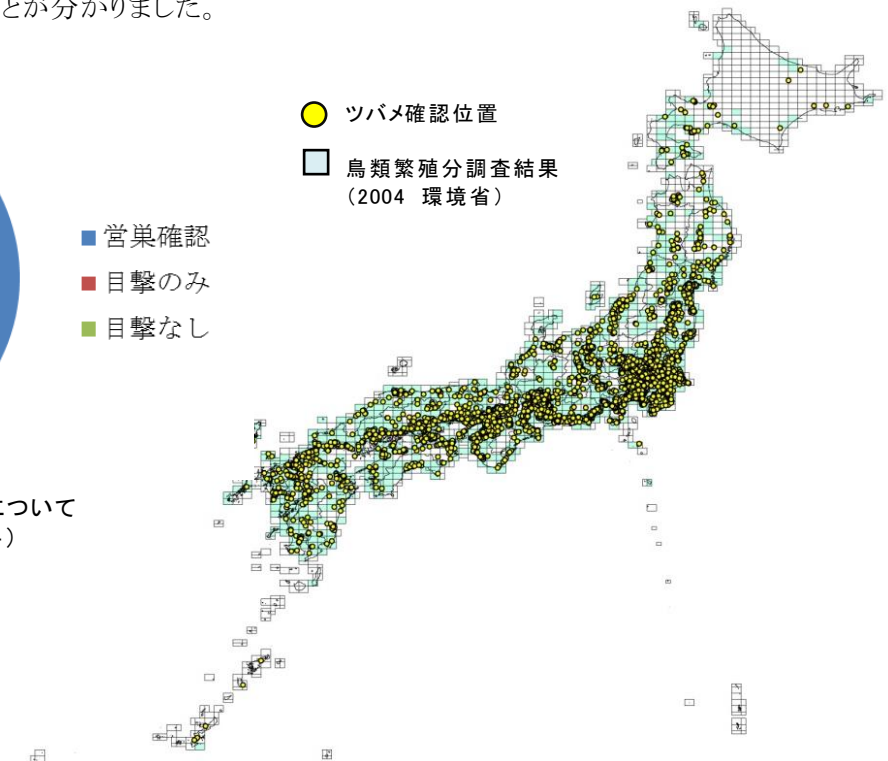 とが分かりました。
ツバメ確認位置
鳥類繁殖分調査結果
(2004 環境省)
営巣確認
目撃のみ
目撃なし
について
)